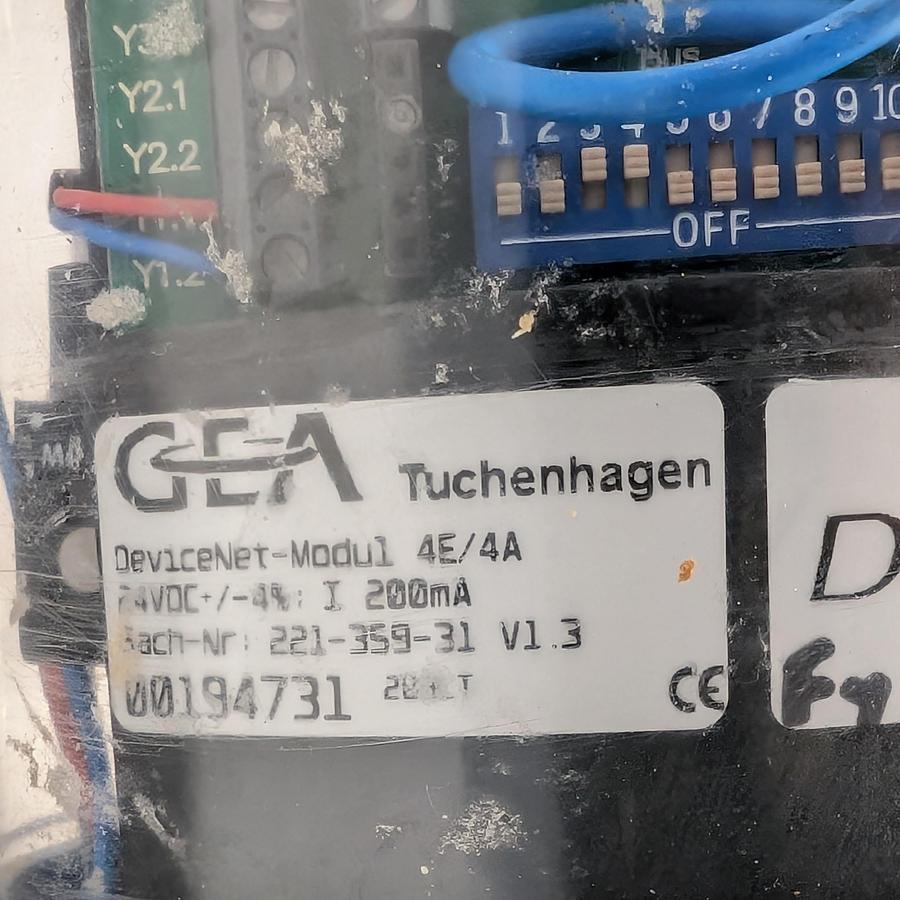 Y2.1
Y2.2
Y1.2
BUS
1 2 3 4 5 6 7 8 9 10
OFF
GEA Tuchenhagen
DeviceNet-Modul 4E/4A
24VDC+/-4%: I 200mA
Sach-Nr: 221-359-31 V1.3
00194731
CE
D